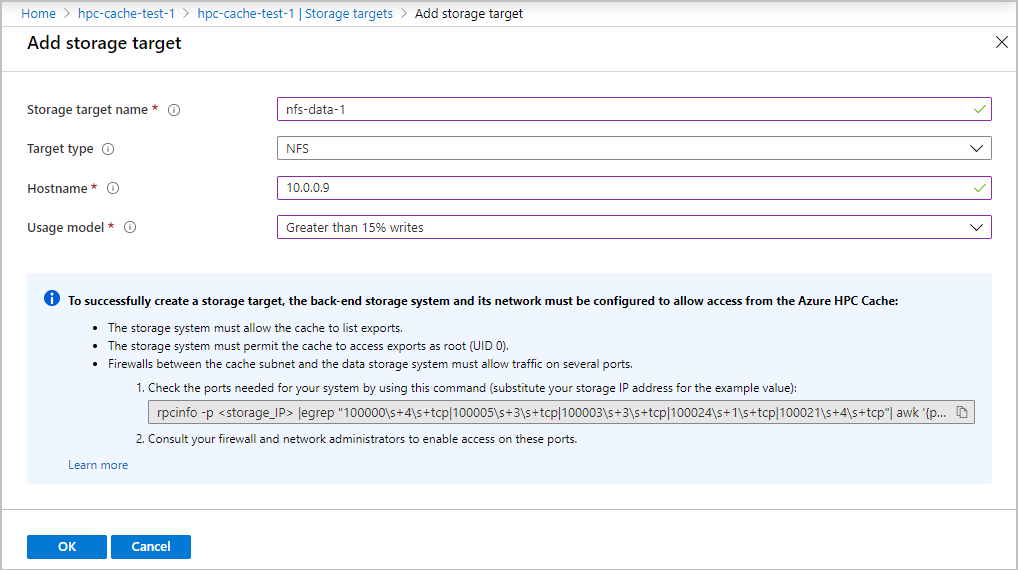 Home > hpc-cache-test-1 > hpc-cache-test-1 | Storage targets > Add storage target
Add storage target
Storage target name * nfs-data-1
Target type NFS
Hostname * 10.0.0.9
Usage model * Greater than 15% writes
To successfully create a storage target, the back-end storage system and its network must be configured to allow access from the Azure HPC Cache:
• The storage system must allow the cache to list exports.
• The storage system must permit the cache to access exports as root (UID 0).
• Firewalls between the cache subnet and the data storage system must allow traffic on several ports.
1. Check the ports needed for your system by using this command (substitute your storage IP address for the example value):
rpcinfo -p <storage_IP> |egrep "100000\s+4\s+tcp|100005\s+3\s+tcp|100003\s+3\s+tcp|100024\s+1\s+tcp|100021\s+4\s+tcp"| awk '{p...
2. Consult your firewall and network administrators to enable access on these ports.
Learn more
OK Cancel